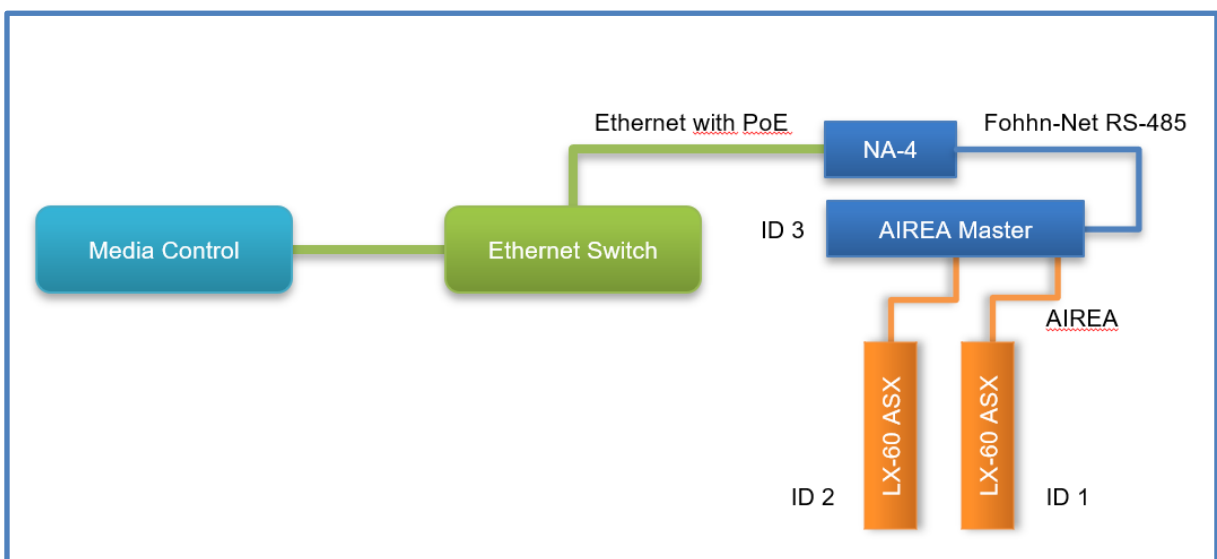 Ethernet with PoE
NA-4
Fohhn-Net RS-485
Media Control
Ethernet Switch
ID 3
AIREA Master
AIREA
LX-60 ASX
LX-60 ASX
ID 2
ID 1